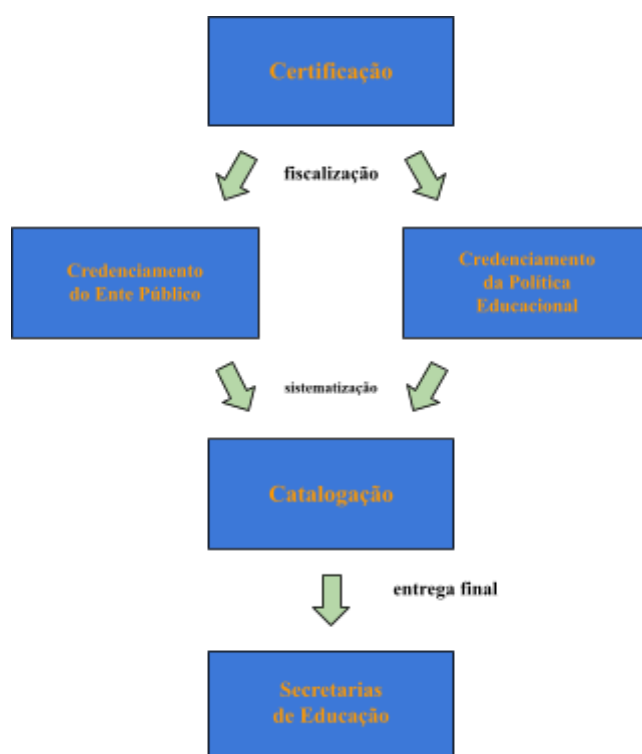 Certificação
fiscalização
Credenciamento
do Ente Público
Credenciamento
da Política
Educacional
sistematização
Catalogação
entrega final
Secretarias
de Educação